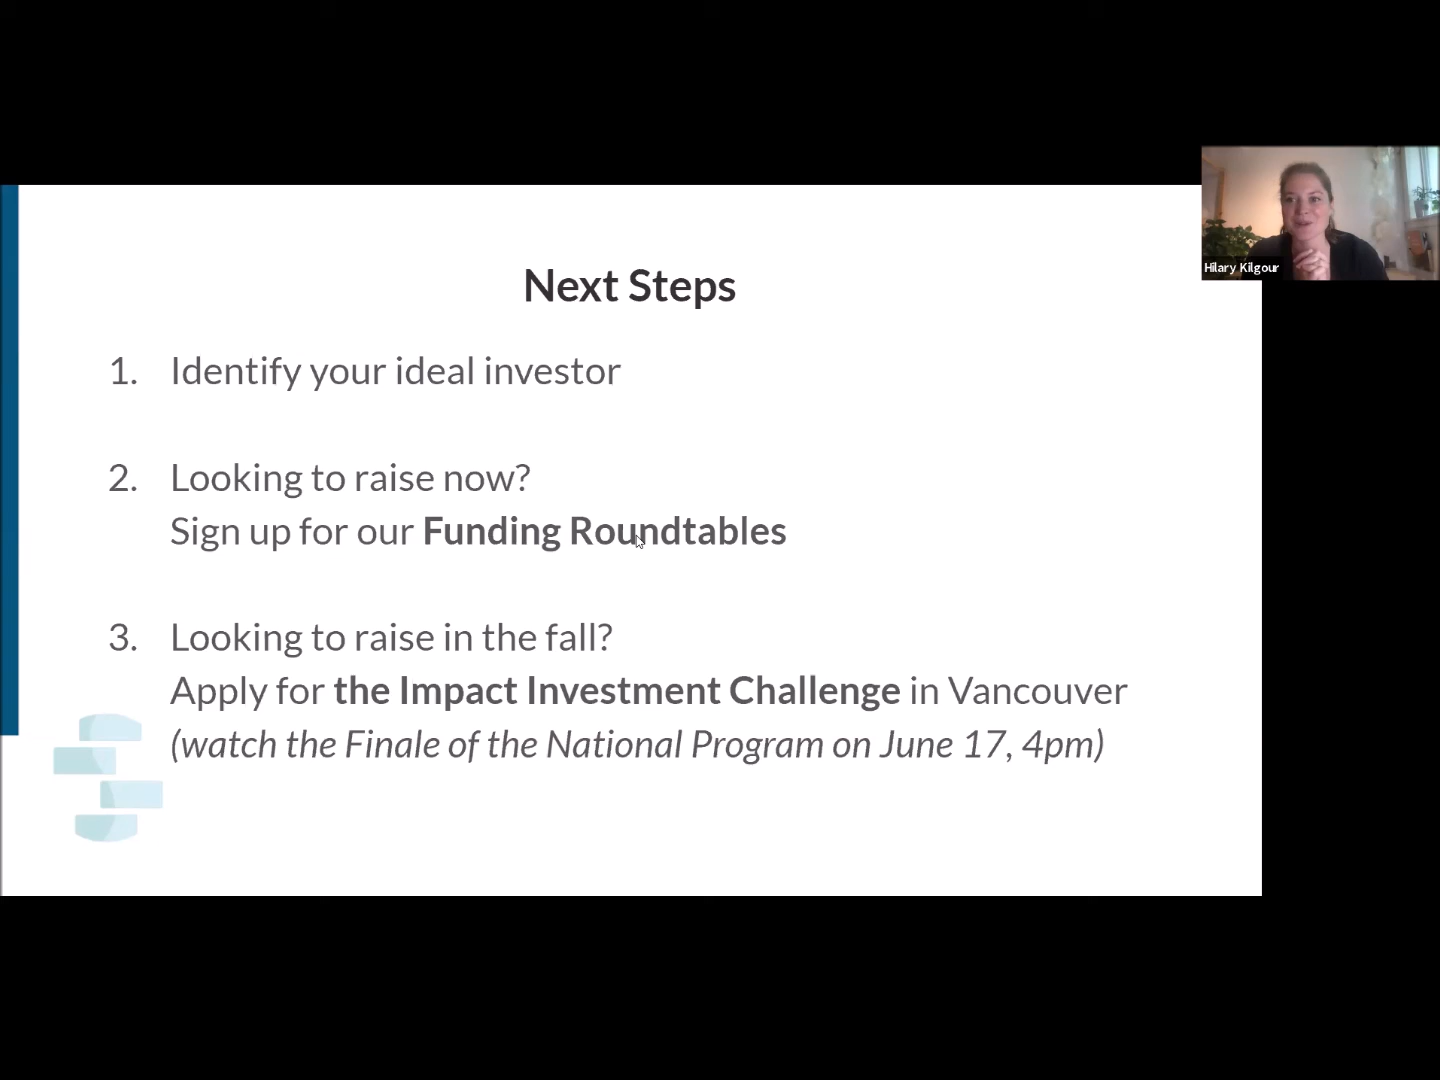 Next Steps
1. Identify your ideal investor
2. Looking to raise now?
Sign up for our Funding Roundtables
3. Looking to raise in the fall?
Apply for the Impact Investment Challenge in Vancouver
(watch the Finale of the National Program on June 17, 4pm)
Hilary Kilgour